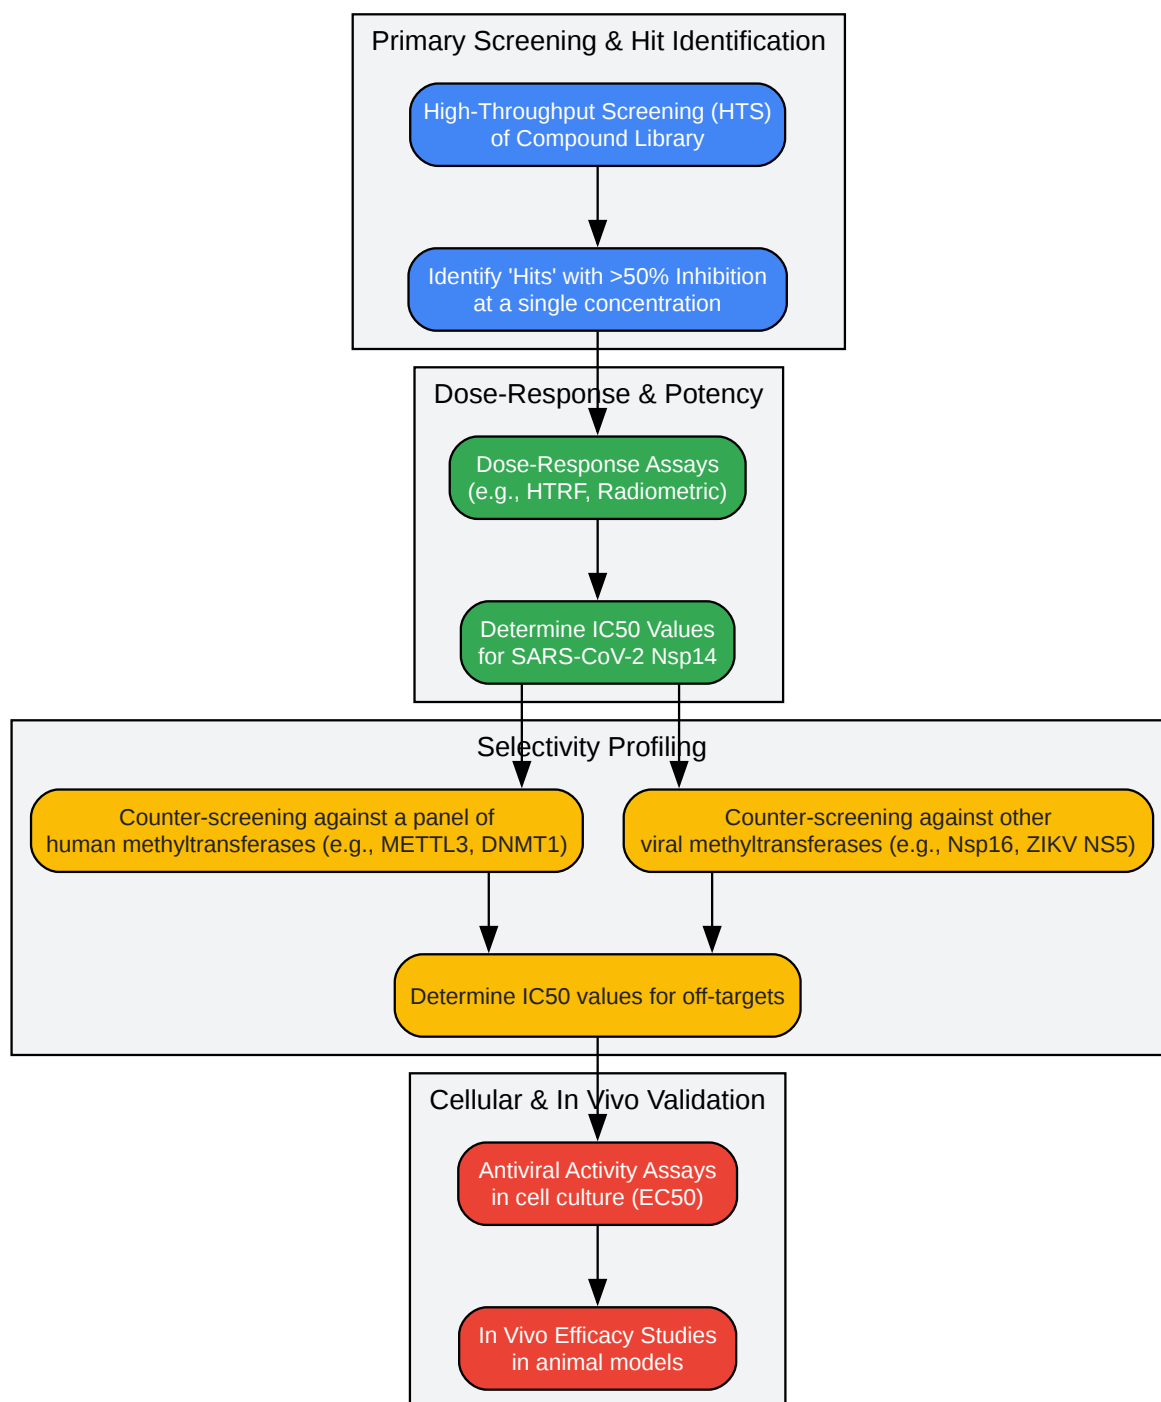 Primary Screening & Hit Identification
High-Throughput Screening (HTS)
of Compound Library
Identify 'Hits' with >50% Inhibition
at a single concentration
Dose-Response & Potency
Dose-Response Assays
(e.g., HTRF, Radiometric)
Determine IC50 Values
for SARS-CoV-2 Nsp14
Selectivity Profiling
Counter-screening against a panel of
human methyltransferases (e.g., METTL3, DNMT1)
Counter-screening against other
viral methyltransferases (e.g., Nsp16, ZIKV NS5)
Determine IC50 values for off-targets
Cellular & In Vivo Validation
Antiviral Activity Assays
in cell culture (EC50)
In Vivo Efficacy Studies
in animal models